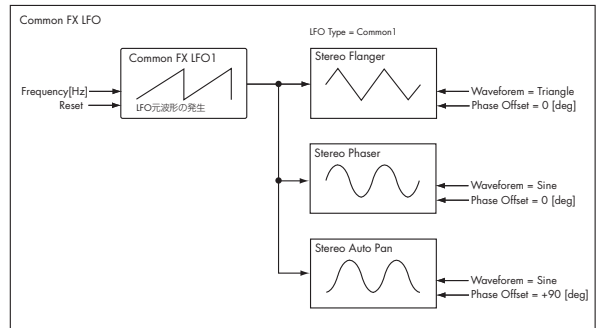 Common FX LFO
LFO Type = Common1
Common FX LFO1
Stereo Flanger
Frequency[Hz]
Reset
LFO元波形の発生
Waveform = Triangle
Phase Offset = 0 [deg]
Stereo Phaser
Waveform = Sine
Phase Offset = 0 [deg]
Stereo Auto Pan
Waveform = Sine
Phase Offset = +90 [deg]